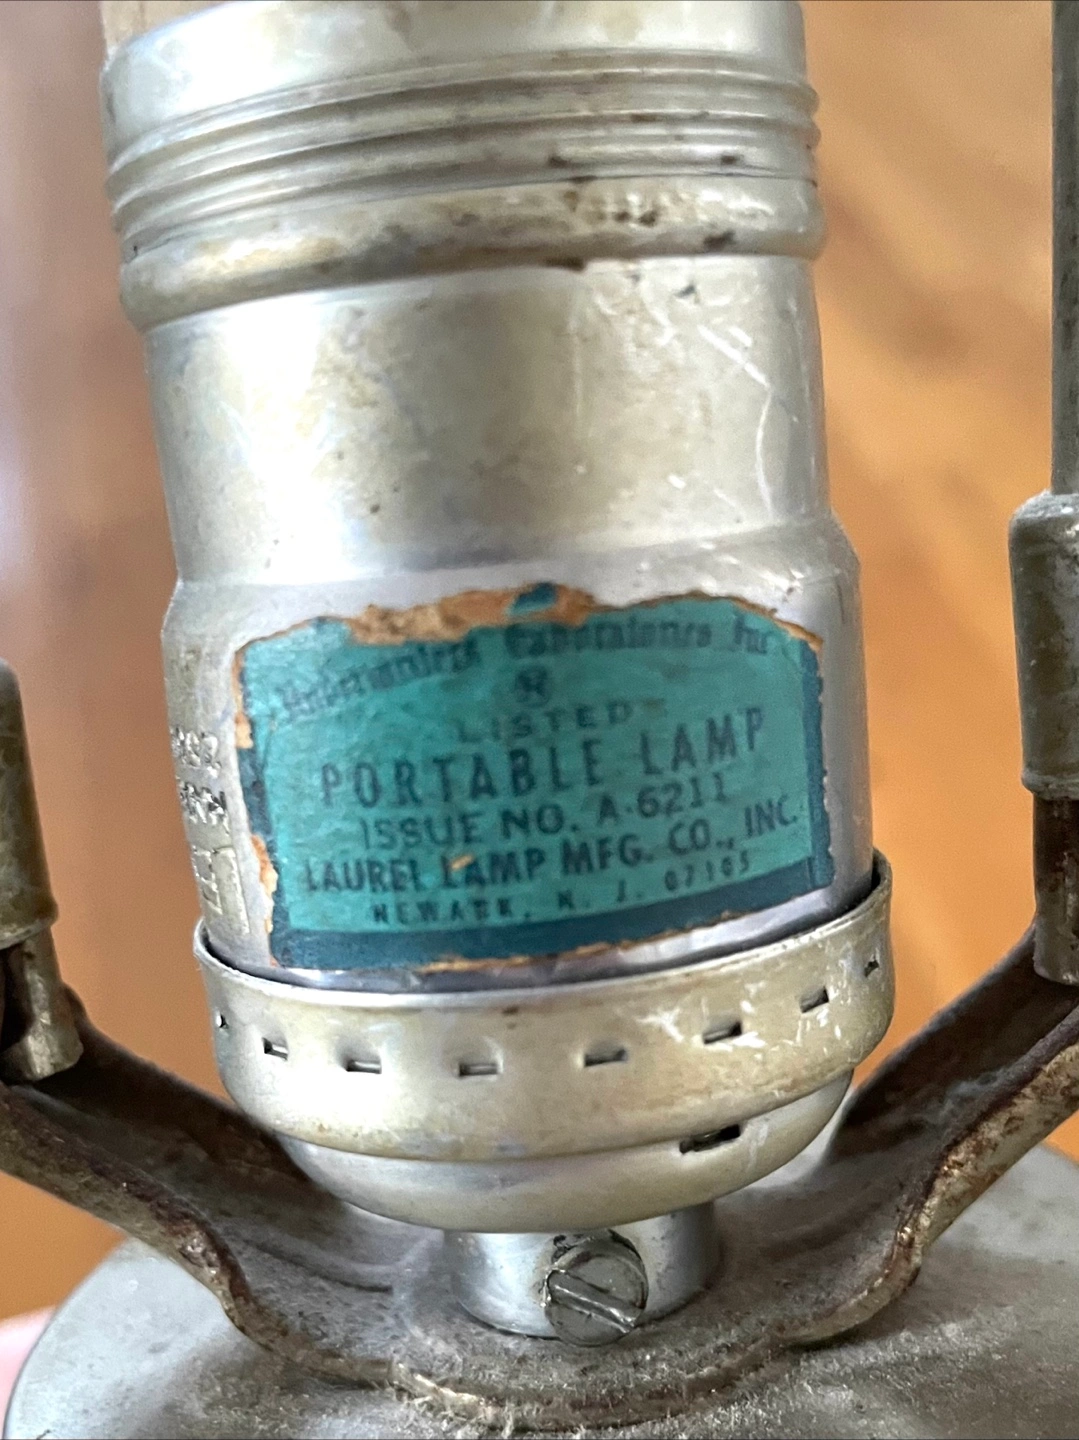 Underwriters Laboratories Inc
®
LISTED
PORTABLE LAMP
ISSUE NO. A-6211
LAUREL LAMP MFG. CO., INC.
NEWARK, N. J. 07105